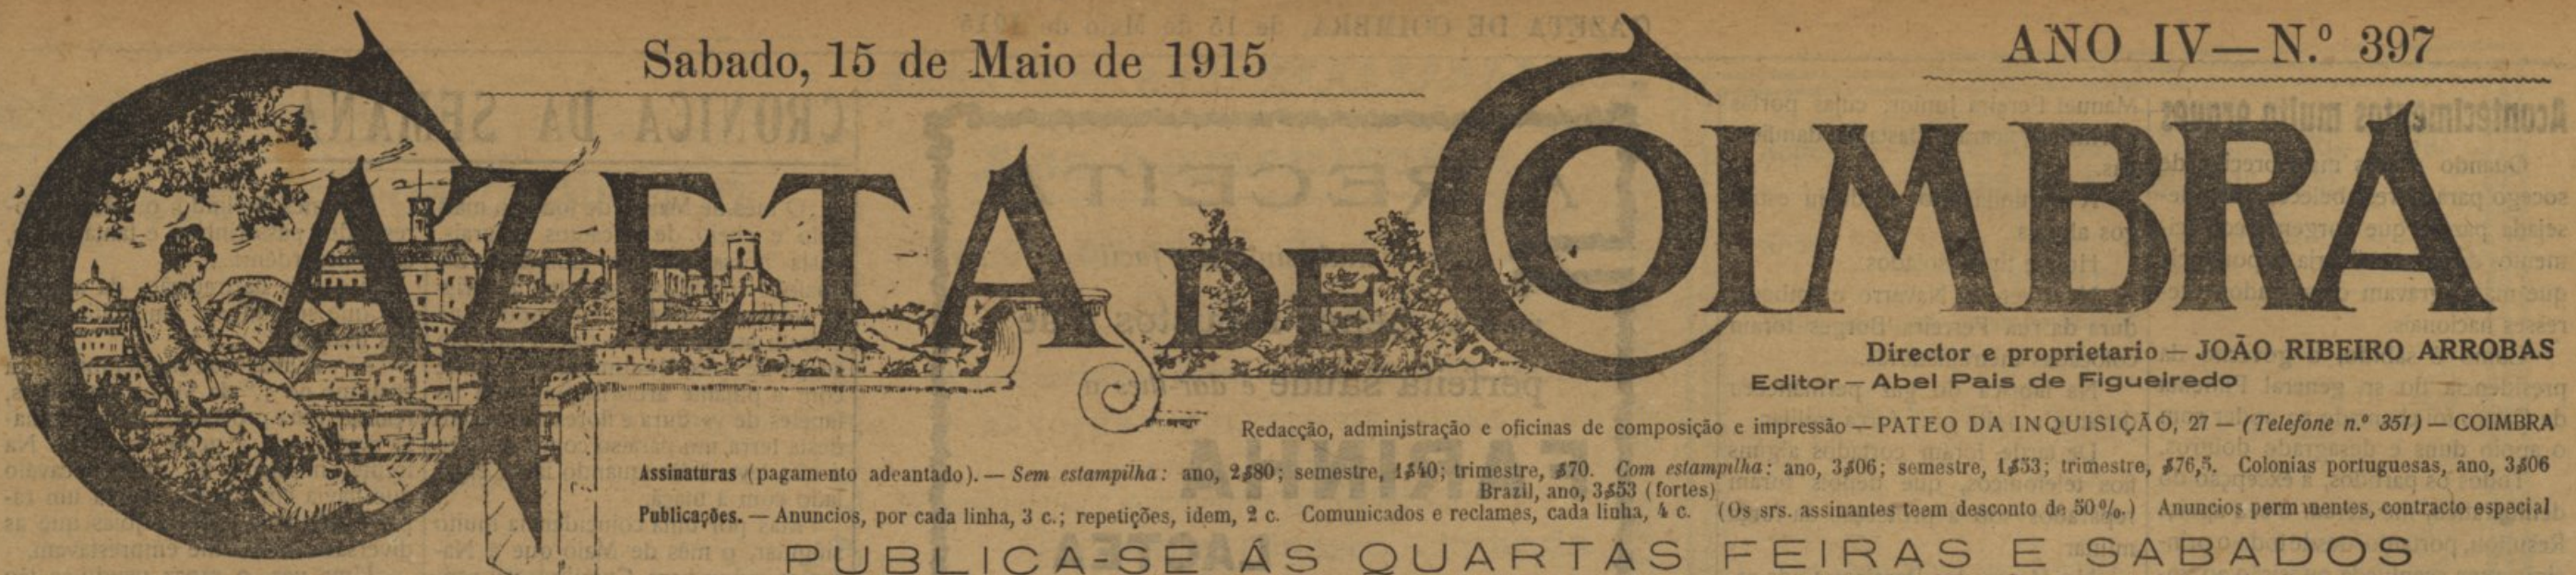 Sabado, 15 de Maio de 1915
ANO IV—N.º 397
GAZETA DE COIMBRA
Director e proprietario — JOÃO RIBEIRO ARROBAS
Editor — Abel Pais de Figueiredo
Redacção, administração e oficinas de composição e impressão — PATEO DA INQUISIÇÃO, 27 — (Telefone n.º 351) — COIMBRA
Assinaturas (pagamento adeantado). — Sem estampilha: ano, 2$80; semestre, 1$40; trimestre, $70. Com estampilha: ano, 3$06; semestre, 1$53; trimestre, $76,5. Colonias portuguesas, ano, 3$06
Brazil, ano, 3$53 (fortes)
Publicações. — Anuncios, por cada linha, 3 c.; repetições, idem, 2 c. Comunicados e reclames, cada linha, 4 c. (Os srs. assinantes teem desconto de 50%.) Anuncios permanentes, contracto especial
PUBLICA-SE ÁS QUARTAS FEIRAS E SABADOS